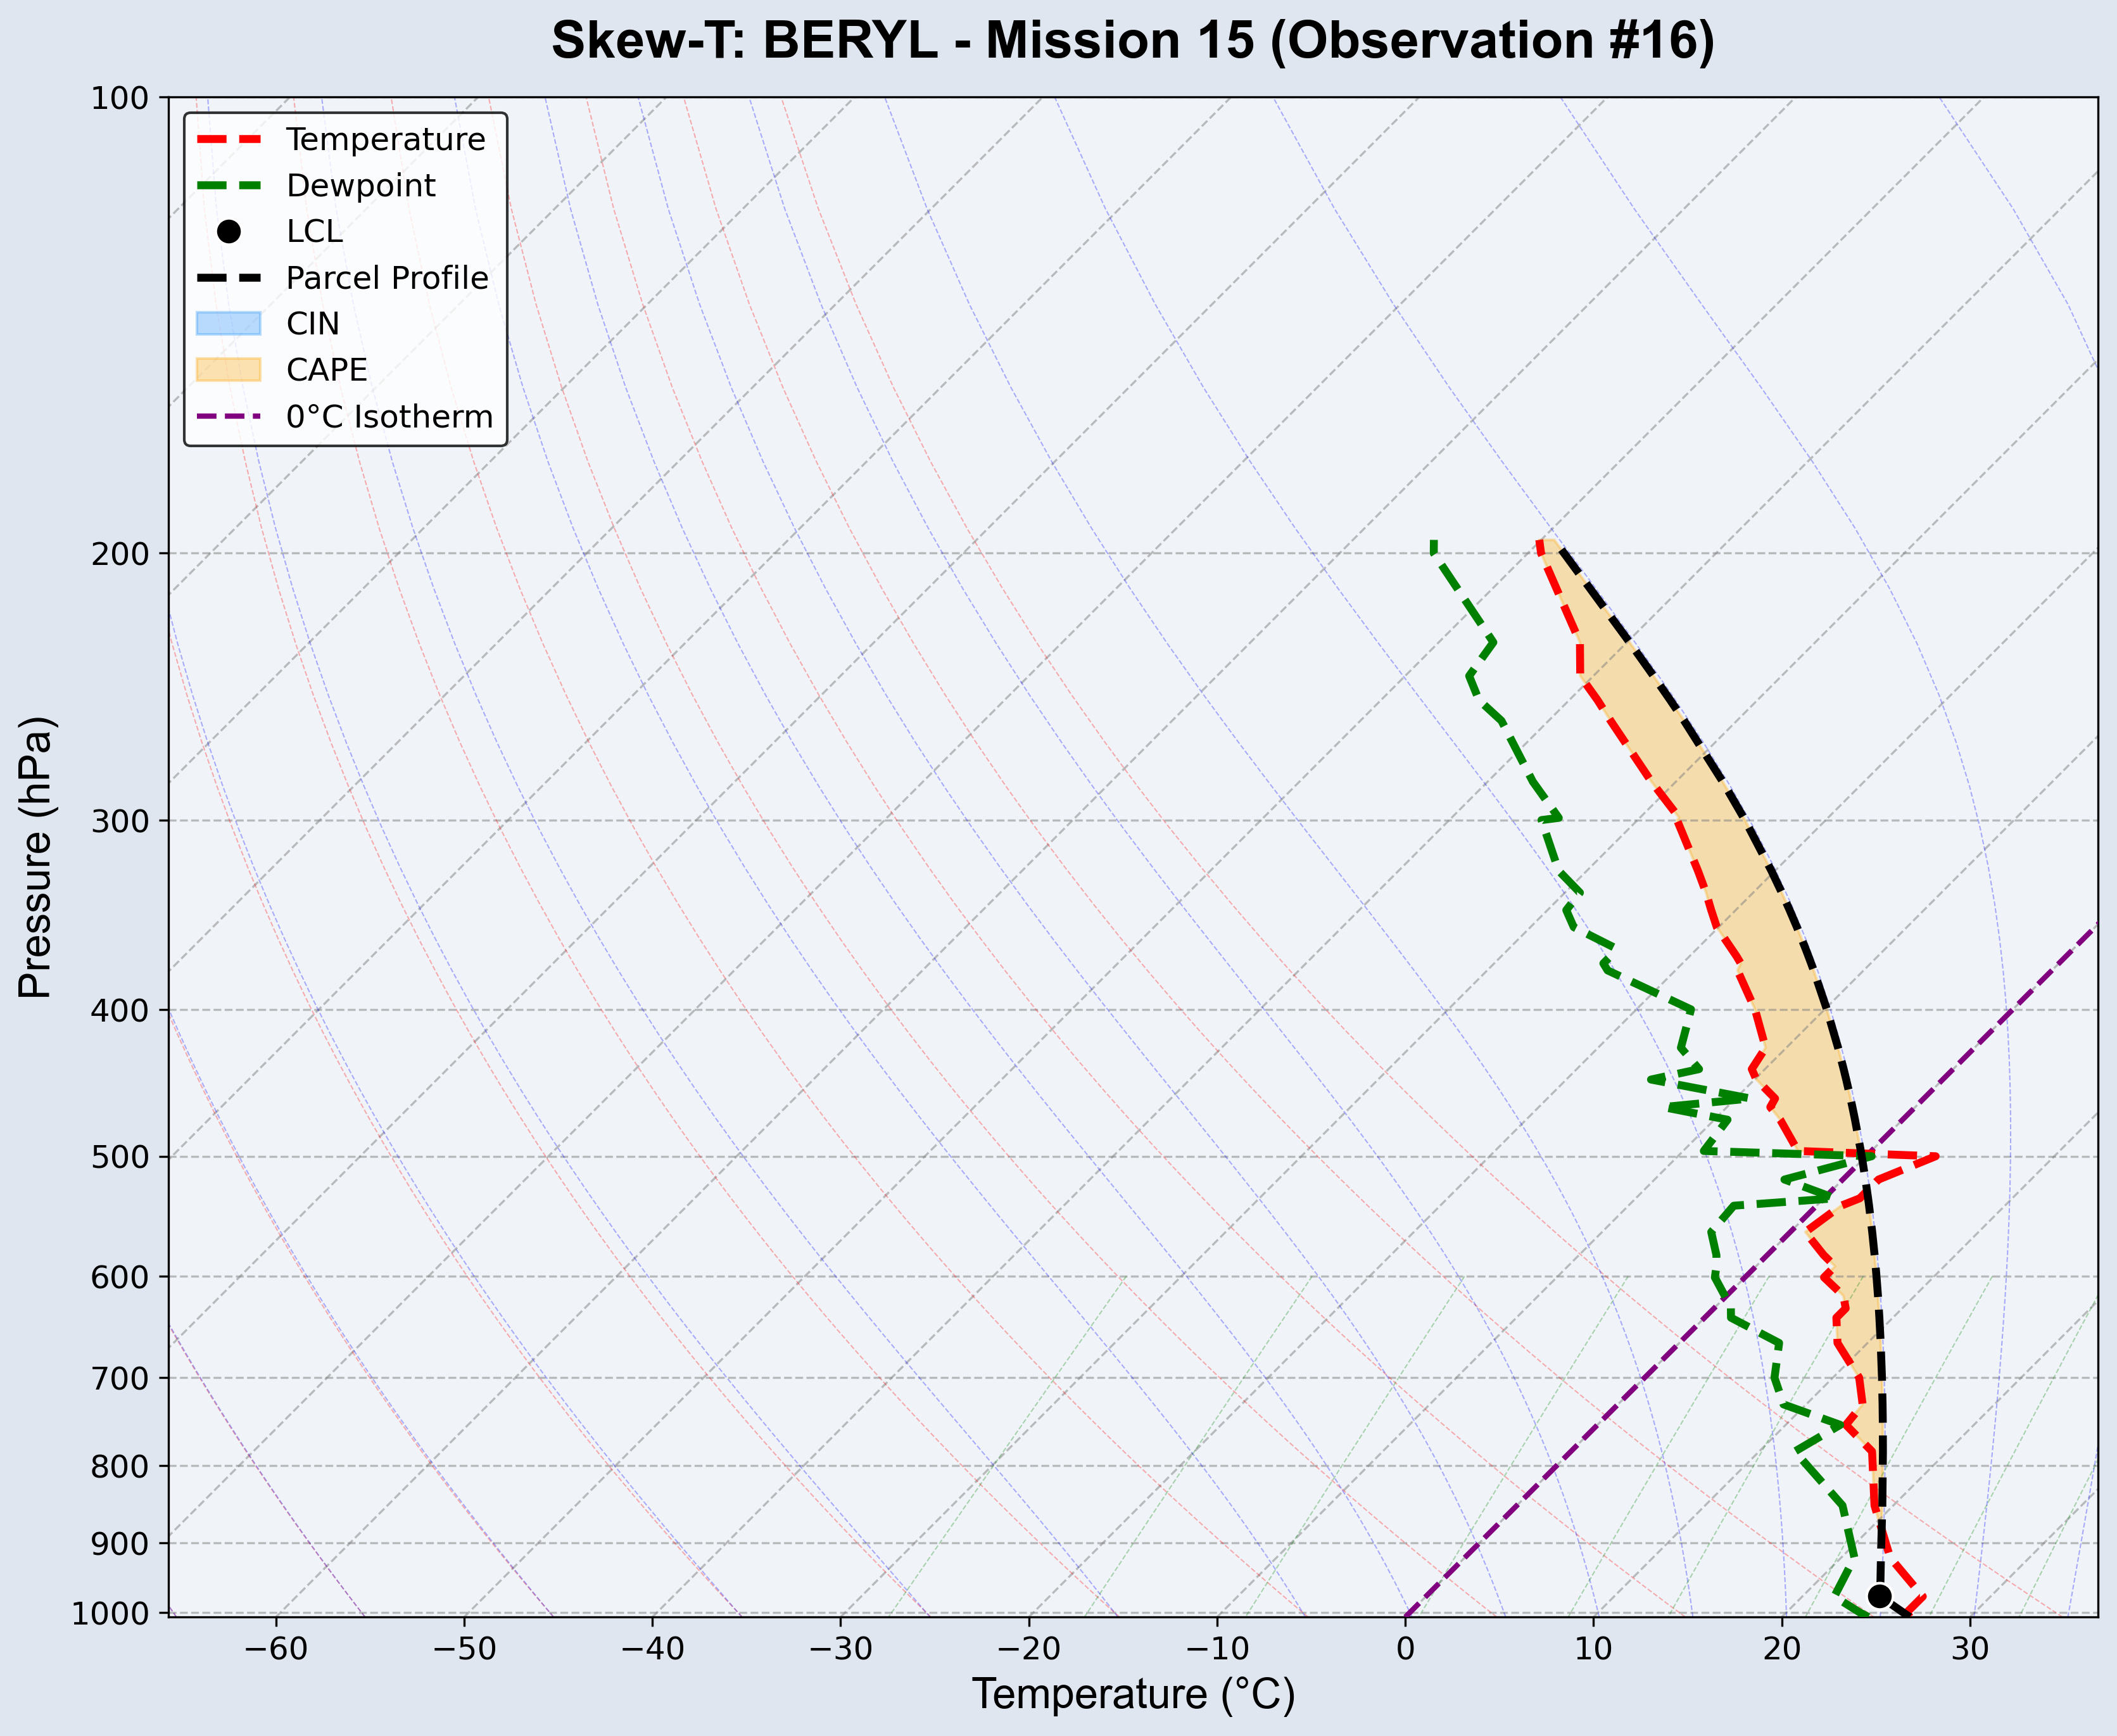 Skew-T: BERYL - Mission 15 (Observation #16)
Temperature
Dewpoint
LCL
Parcel Profile
CIN
CAPE
0°C Isotherm
Pressure (hPa)
100
200
300
400
500
600
700
800
900
1000
−60 −50 −40 −30 −20 −10 0 10 20 30
Temperature (°C)